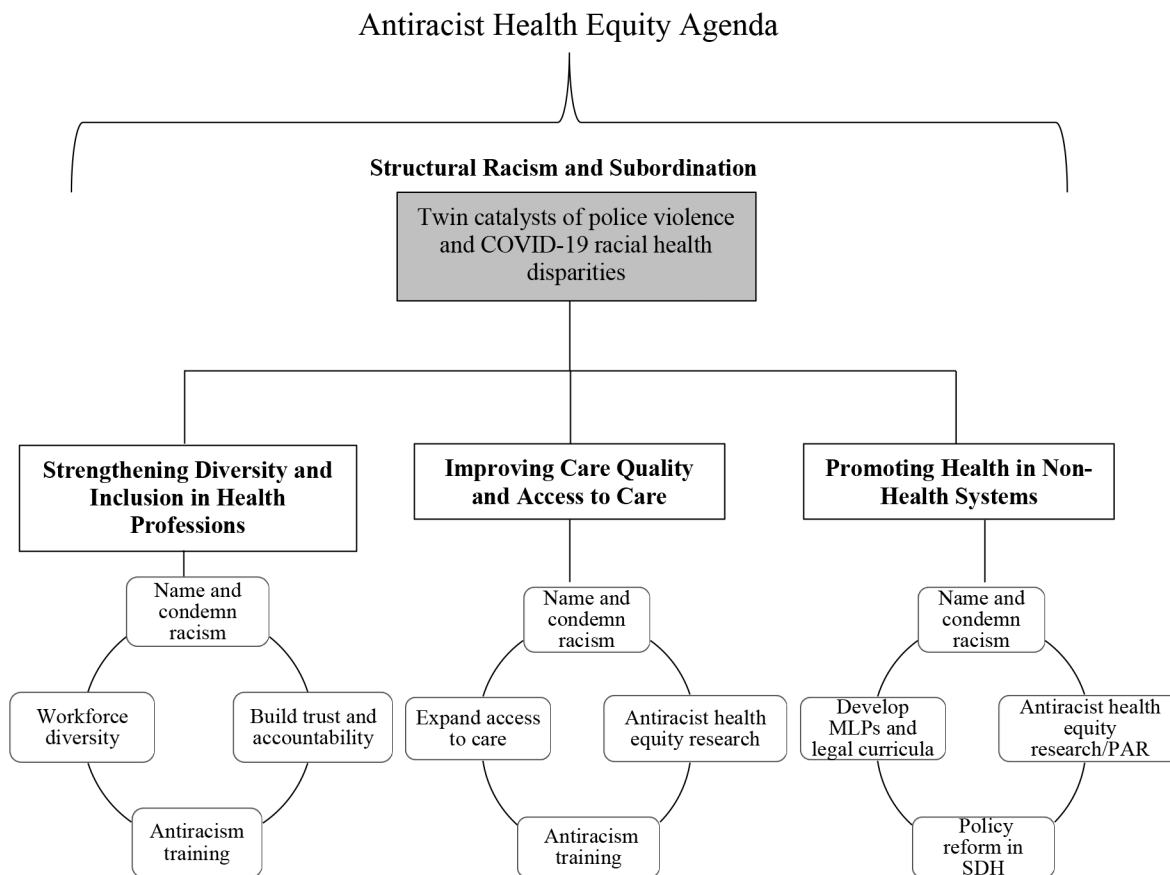 Antiracist Health Equity Agenda
Structural Racism and Subordination
Twin catalysts of police violence
and COVID-19 racial health
disparities
Strengthening Diversity and
Inclusion in Health
Professions
Improving Care Quality
and Access to Care
Promoting Health in Non-
Health Systems
Name and
condemn
racism
Workforce
diversity
Build trust and
accountability
Antiracism
training
Name and
condemn
racism
Expand access
to care
Antiracist health
equity research
Antiracism
training
Name and
condemn
racism
Develop
MLPs and
legal curricula
Antiracist health
equity
research/PAR
Policy
reform in
SDH